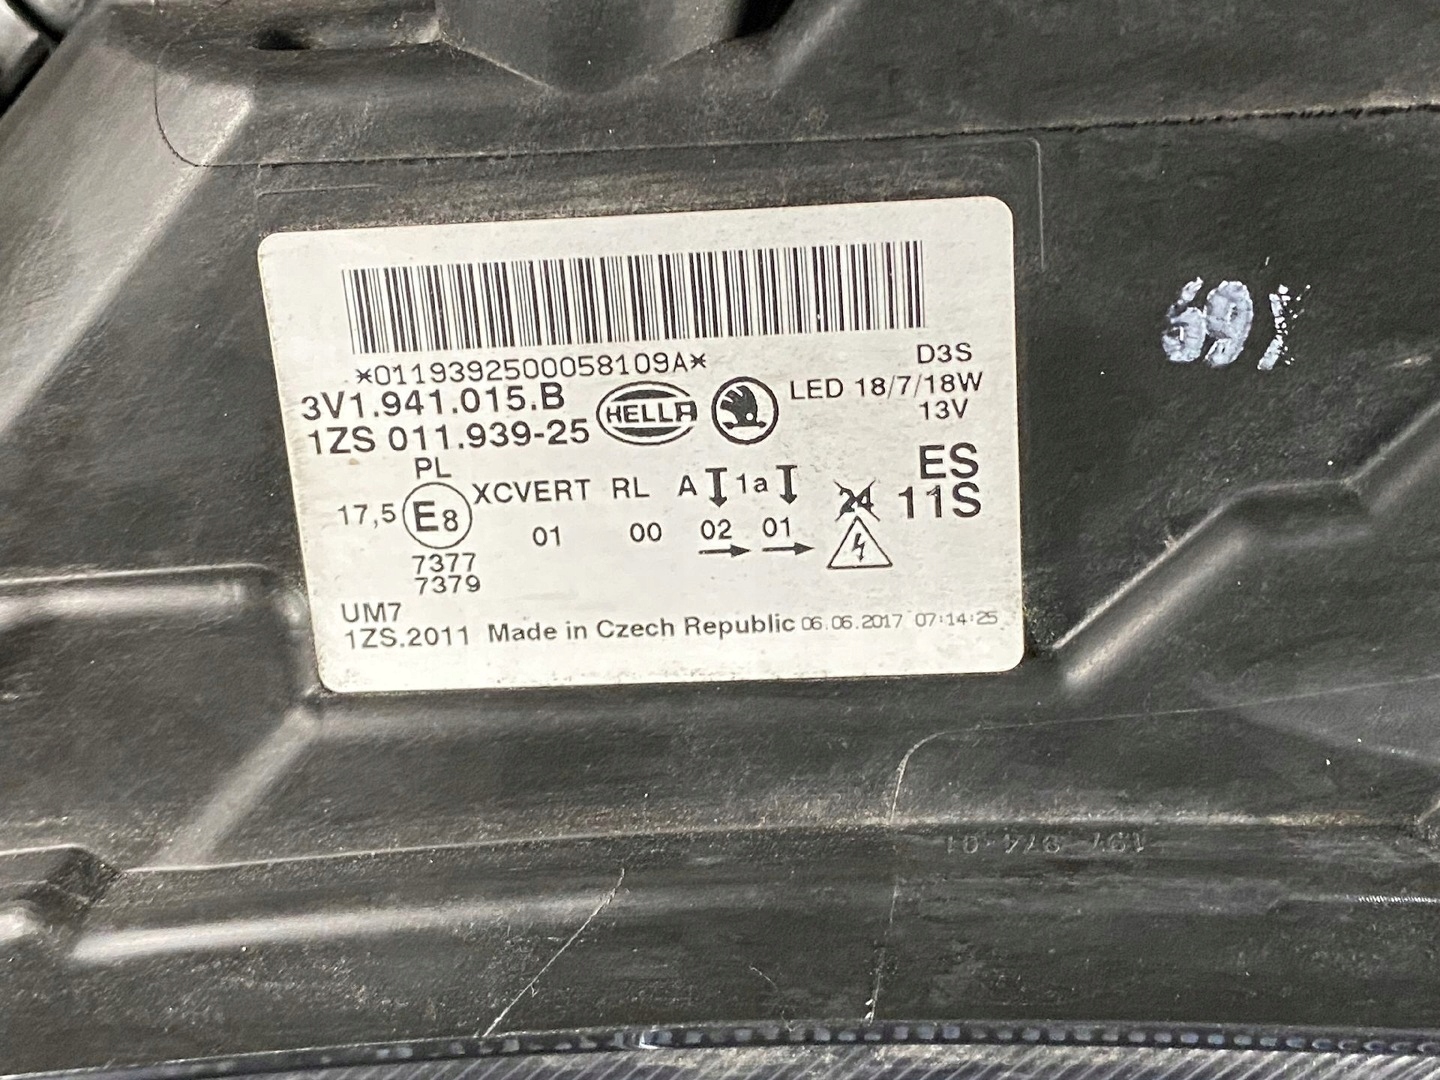 *0119392500058109A*
D3S
3V1.941.015.B
HELLA
LED 18/7/18W
1ZS 011.939-25
13V
PL
ES
17,5 E8 XCVERT RL A 1a 24 11S
01 00 02 01
7377
7379
UM7
1ZS.2011 Made in Czech Republic 06.06.2017 07:14:25